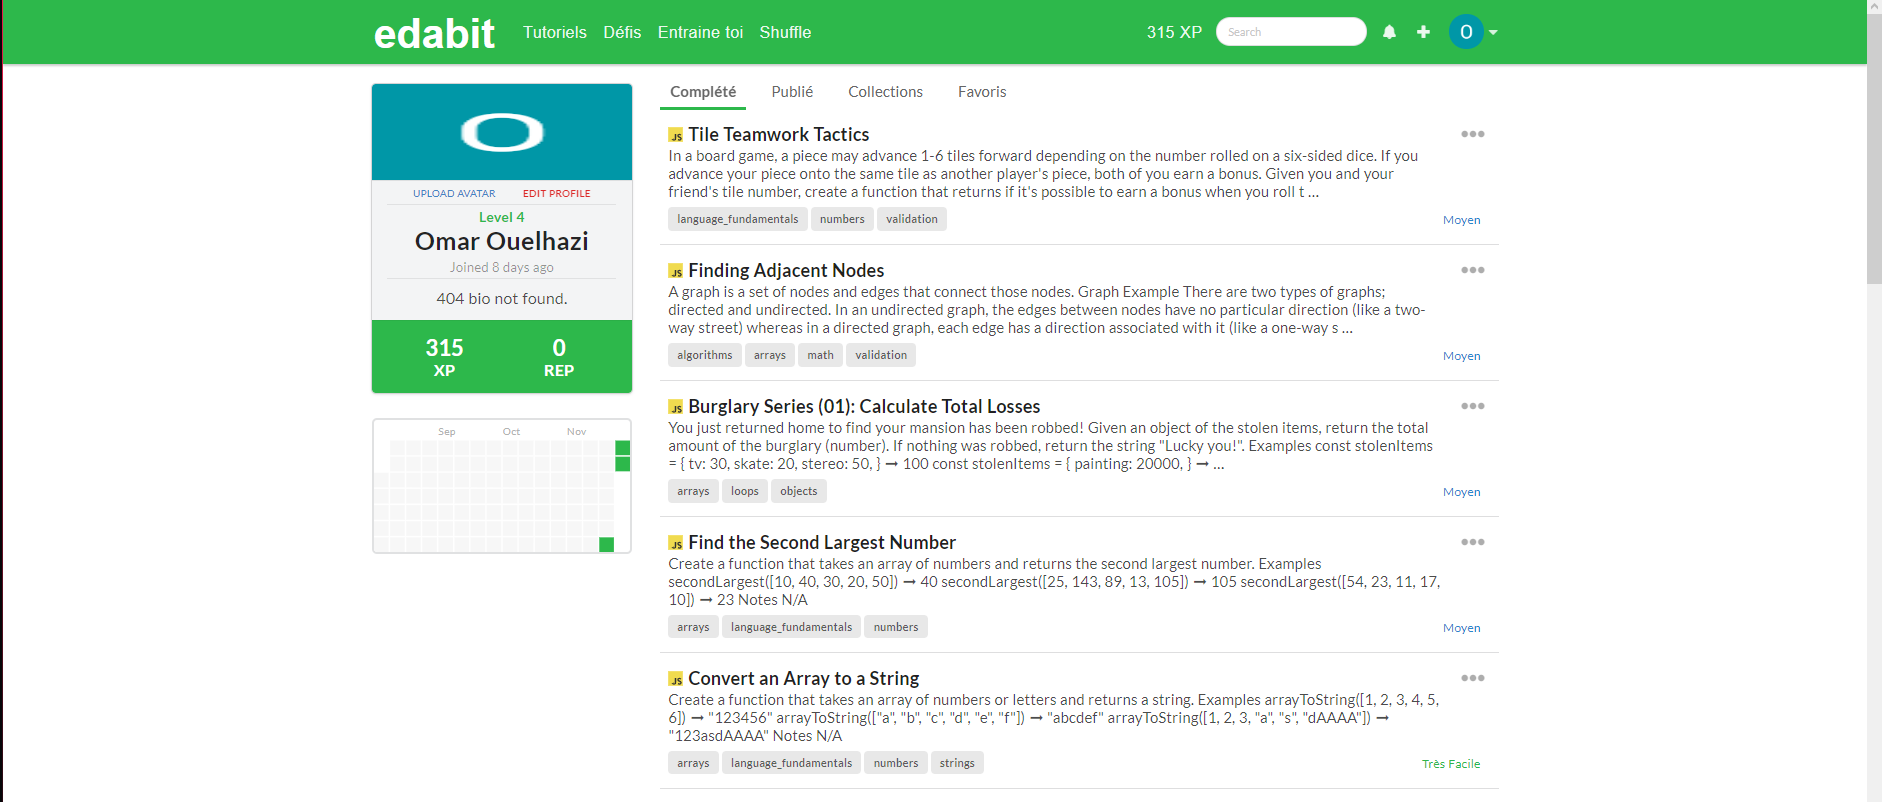 edabit
Tutoriels Défis Entraine toi Shuffle
315 XP Search O
O
UPLOAD AVATAR EDIT PROFILE
Level 4
Omar Ouelhazi
Joined 8 days ago
404 bio not found.
315 0
XP REP
Sep Oct Nov
Complété Publié Collections Favoris
JS Tile Teamwork Tactics
In a board game, a piece may advance 1-6 tiles forward depending on the number rolled on a six-sided dice. If you
advance your piece onto the same tile as another player's piece, both of you earn a bonus. Given you and your
friend's tile number, create a function that returns if it's possible to earn a bonus when you roll t ...
language_fundamentals numbers validation
Moyen
JS Finding Adjacent Nodes
A graph is a set of nodes and edges that connect those nodes. Graph Example There are two types of graphs;
directed and undirected. In an undirected graph, the edges between nodes have no particular direction (like a two-
way street) whereas in a directed graph, each edge has a direction associated with it (like a one-way s ...
algorithms arrays math validation
Moyen
JS Burglary Series (01): Calculate Total Losses
You just returned home to find your mansion has been robbed! Given an object of the stolen items, return the total
amount of the burglary (number). If nothing was robbed, return the string "Lucky you!". Examples const stolenItems
= { tv: 30, skate: 20, stereo: 50, } ➞ 100 const stolenItems = { painting: 20000, } ➞ ...
arrays loops objects
Moyen
JS Find the Second Largest Number
Create a function that takes an array of numbers and returns the second largest number. Examples
secondLargest([10, 40, 30, 20, 50]) ➞ 40 secondLargest([25, 143, 89, 13, 105]) ➞ 105 secondLargest([54, 23, 11, 17,
10]) ➞ 23 Notes N/A
arrays language_fundamentals numbers
Moyen
JS Convert an Array to a String
Create a function that takes an array of numbers or letters and returns a string. Examples arrayToString([1, 2, 3, 4, 5,
6]) ➞ "123456" arrayToString(["a", "b", "c", "d", "e", "f"]) ➞ "abcdef" arrayToString([1, 2, 3, "a", "s", "dAAAA"]) ➞
"123asdAAAA" Notes N/A
arrays language_fundamentals numbers strings
Très Facile